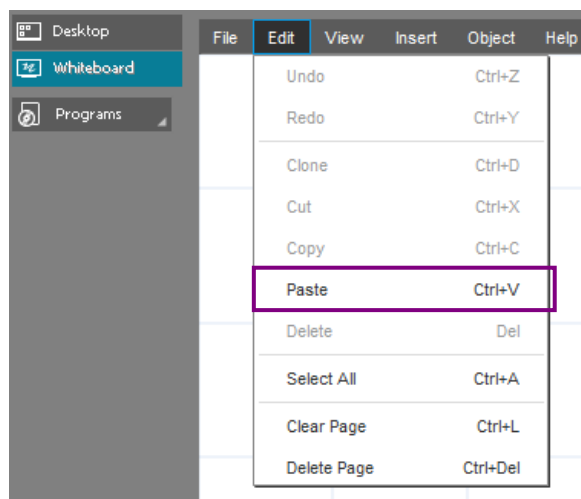 Desktop
Whiteboard
Programs
File Edit View Insert Object Help
Undo Ctrl+Z
Redo Ctrl+Y
Clone Ctrl+D
Cut Ctrl+X
Copy Ctrl+C
Paste Ctrl+V
Delete Del
Select All Ctrl+A
Clear Page Ctrl+L
Delete Page Ctrl+Del